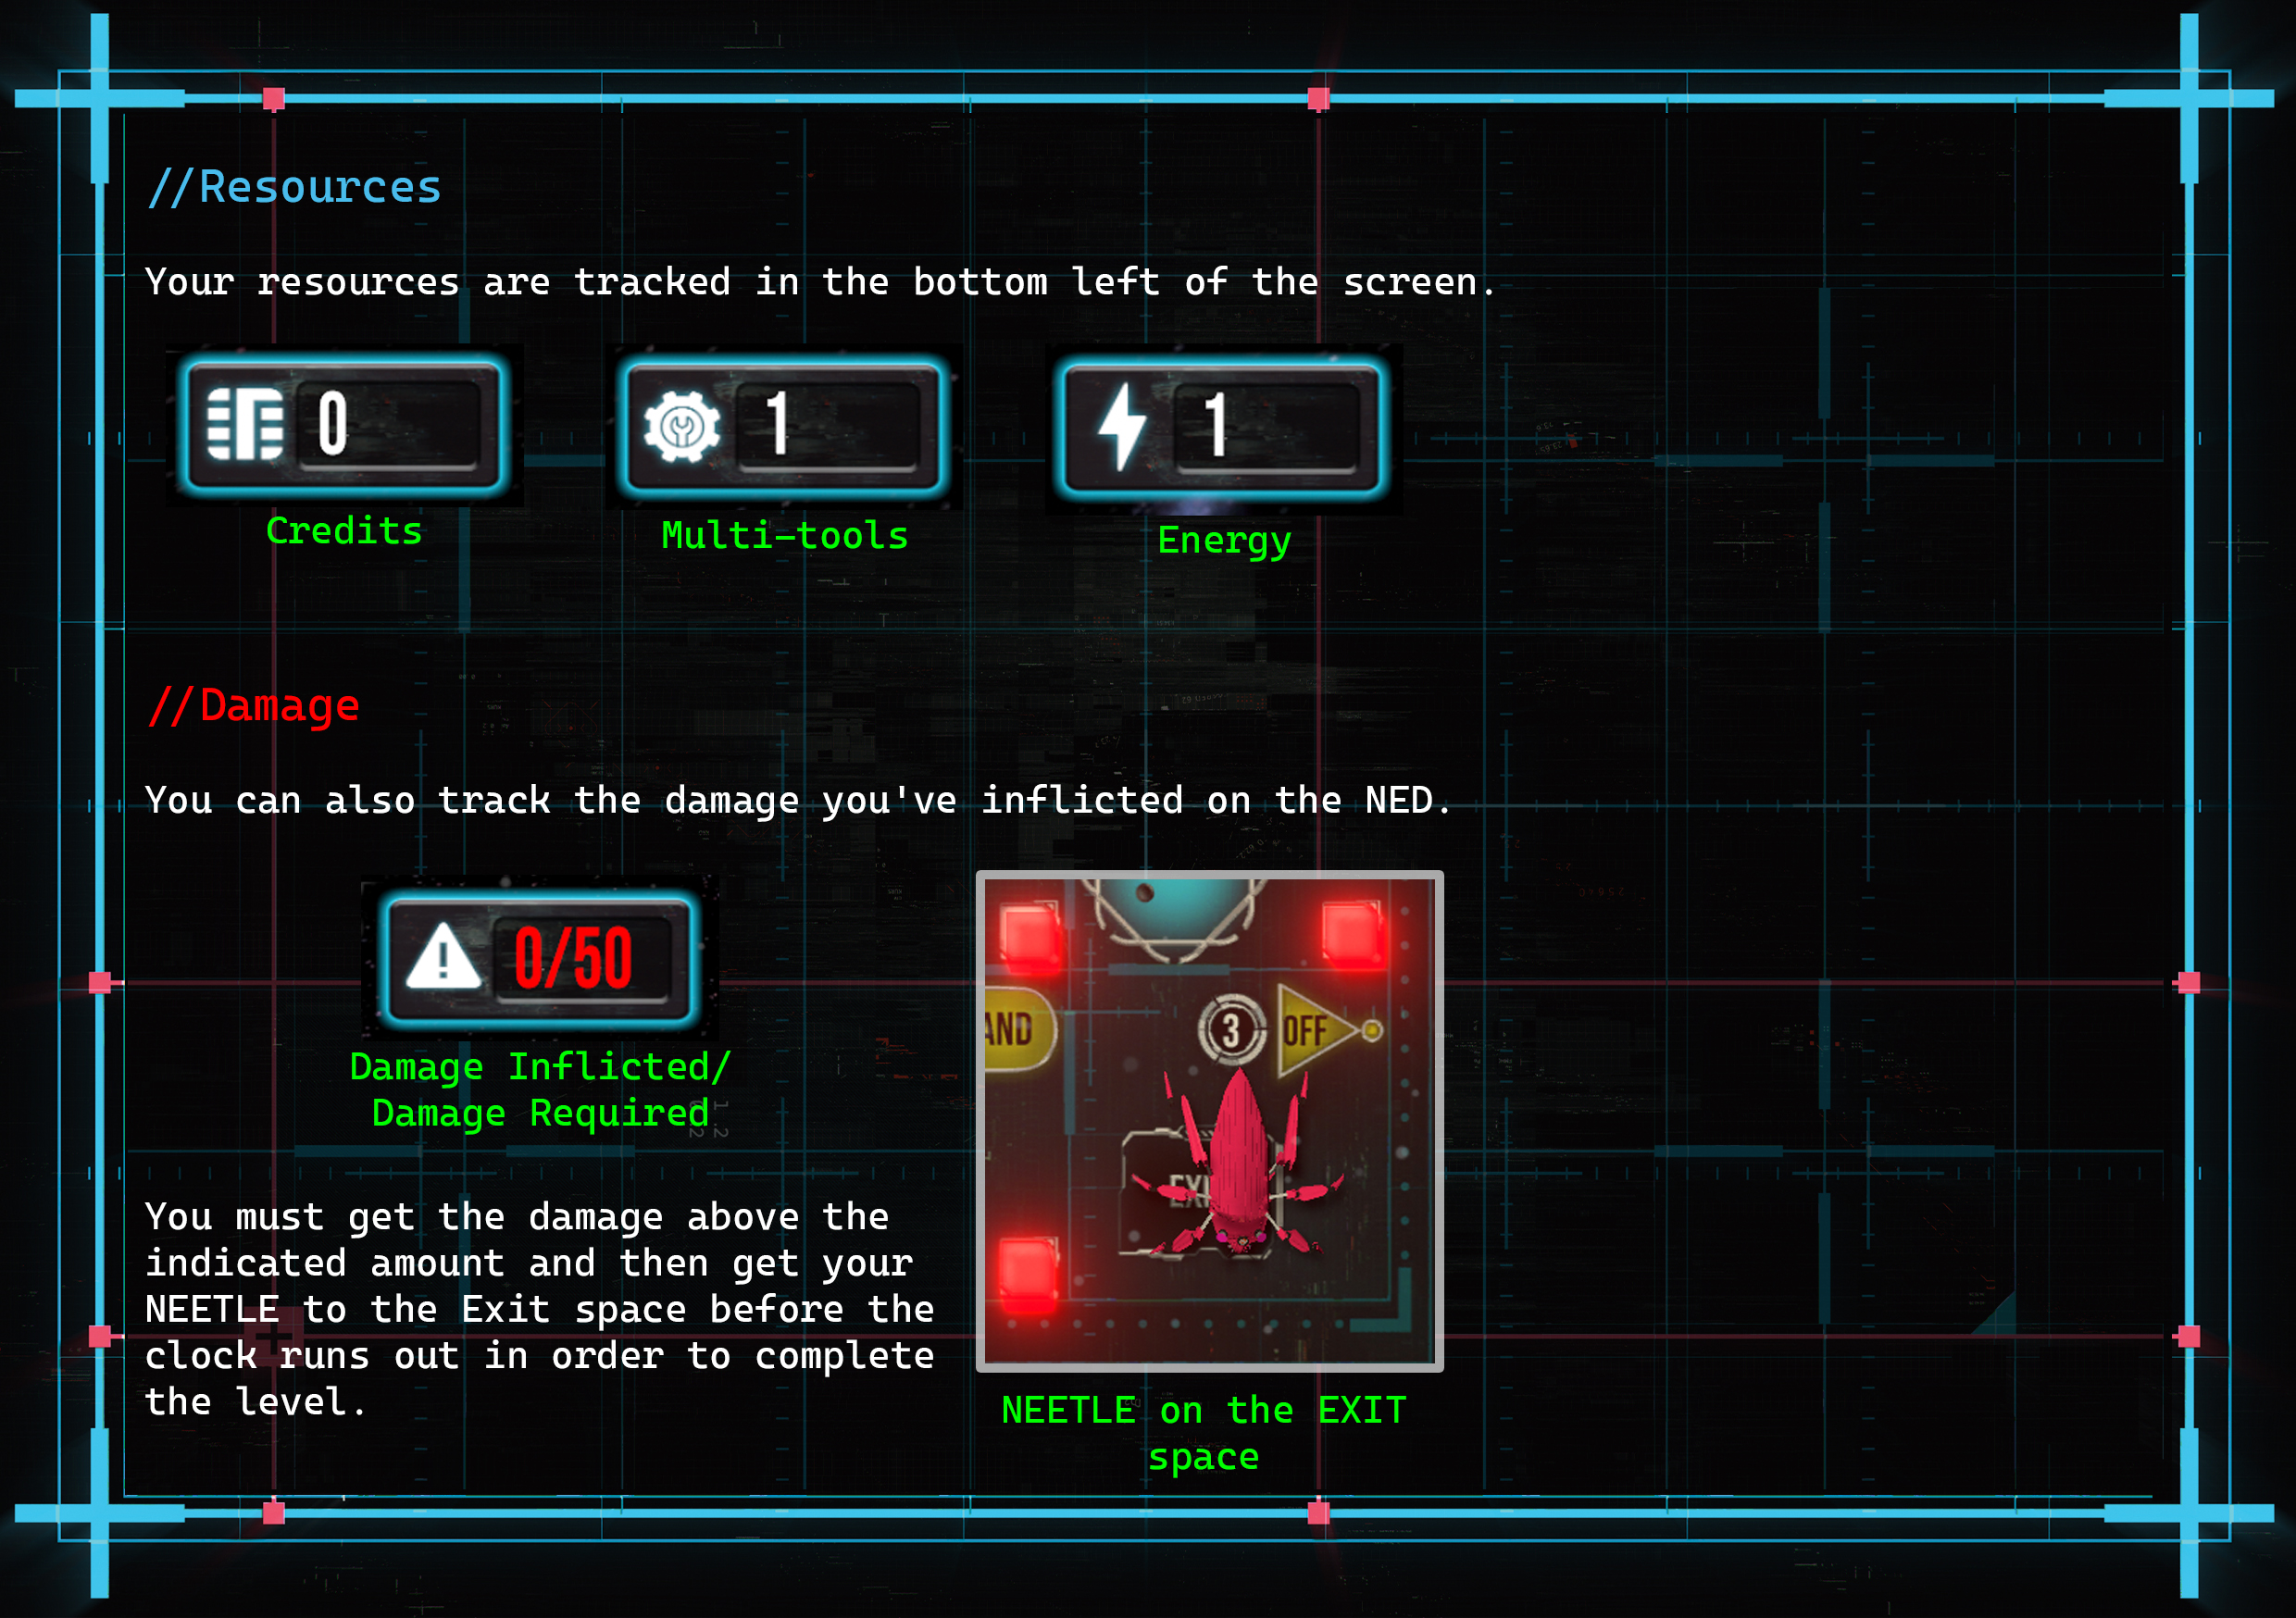 //Resources
Your resources are tracked in the bottom left of the screen.
0
1
1
Credits
Multi-tools
Energy
//Damage
You can also track the damage you've inflicted on the NED.
0/50
Damage Inflicted/
Damage Required
AND
3
OFF
You must get the damage above the
indicated amount and then get your
NEETLE to the Exit space before the
clock runs out in order to complete
the level.
NEETLE on the EXIT
space